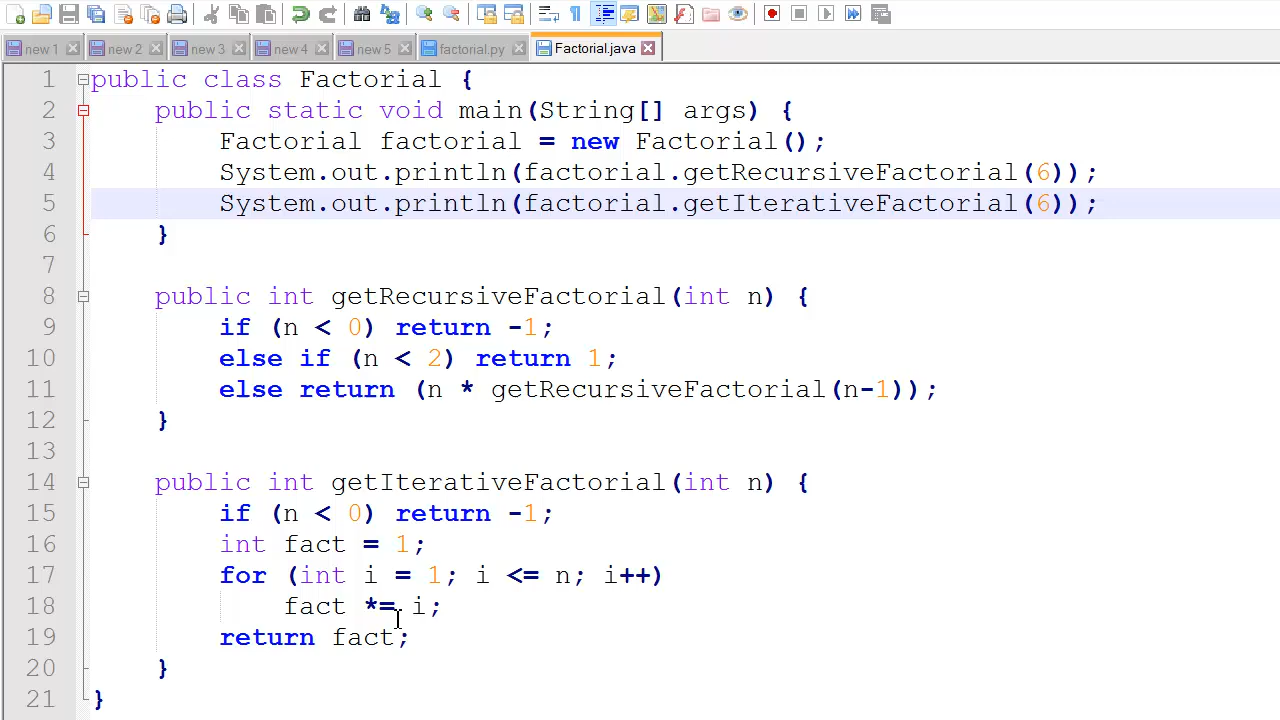 new 1 new 2 new 3 new 4 new 5 factorial.py Factorial.java
1 public class Factorial {
2 public static void main(String[] args) {
3 Factorial factorial = new Factorial();
4 System.out.println(factorial.getRecursiveFactorial(6));
5 System.out.println(factorial.getIterativeFactorial(6));
6 }
7
8 public int getRecursiveFactorial(int n) {
9 if (n < 0) return -1;
10 else if (n < 2) return 1;
11 else return (n * getRecursiveFactorial(n-1));
12 }
13
14 public int getIterativeFactorial(int n) {
15 if (n < 0) return -1;
16 int fact = 1;
17 for (int i = 1; i <= n; i++)
18 fact *= i;
19 return fact;
20 }
21 }